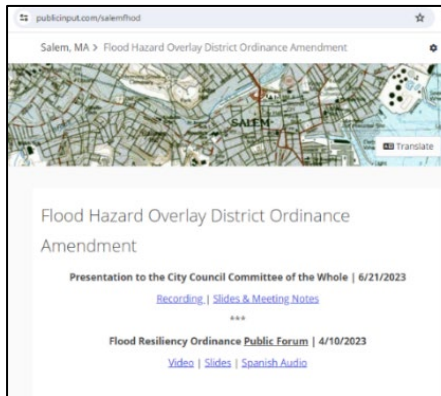 publicinput.com/salemfhod
Salem, MA > Flood Hazard Overlay District Ordinance Amendment
SALEM
Translate
Flood Hazard Overlay District Ordinance
Amendment
Presentation to the City Council Committee of the Whole | 6/21/2023
Recording | Slides & Meeting Notes
***
Flood Resiliency Ordinance Public Forum | 4/10/2023
Video | Slides | Spanish Audio